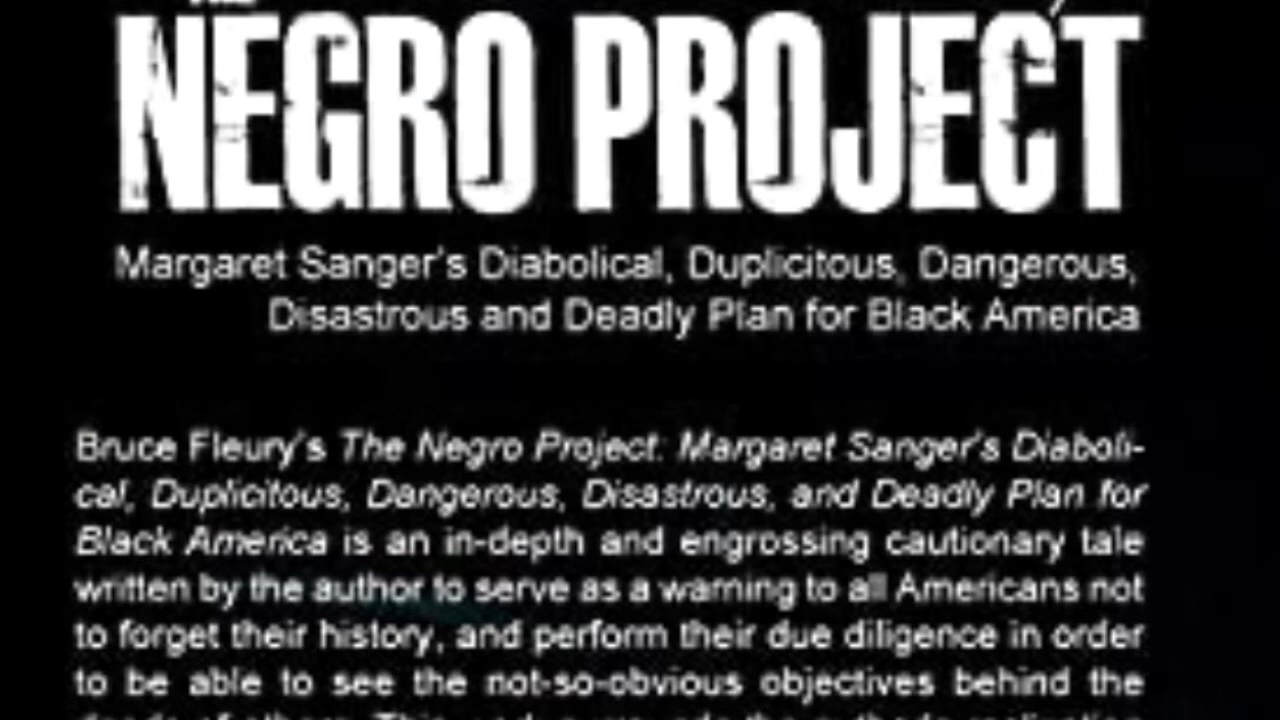 NEGRO PROJECT
Margaret Sanger's Diabolical, Duplicitous, Dangerous,
Disastrous and Deadly Plan for Black America
Bruce Fleury's The Negro Project: Margaret Sanger's Diaboli-
cal, Duplicitous, Dangerous, Disastrous, and Deadly Plan for
Black America is an in-depth and engrossing cautionary tale
written by the author to serve as a warning to all Americans not
to forget their history, and perform their due diligence in order
to be able to see the not-so-obvious objectives behind the